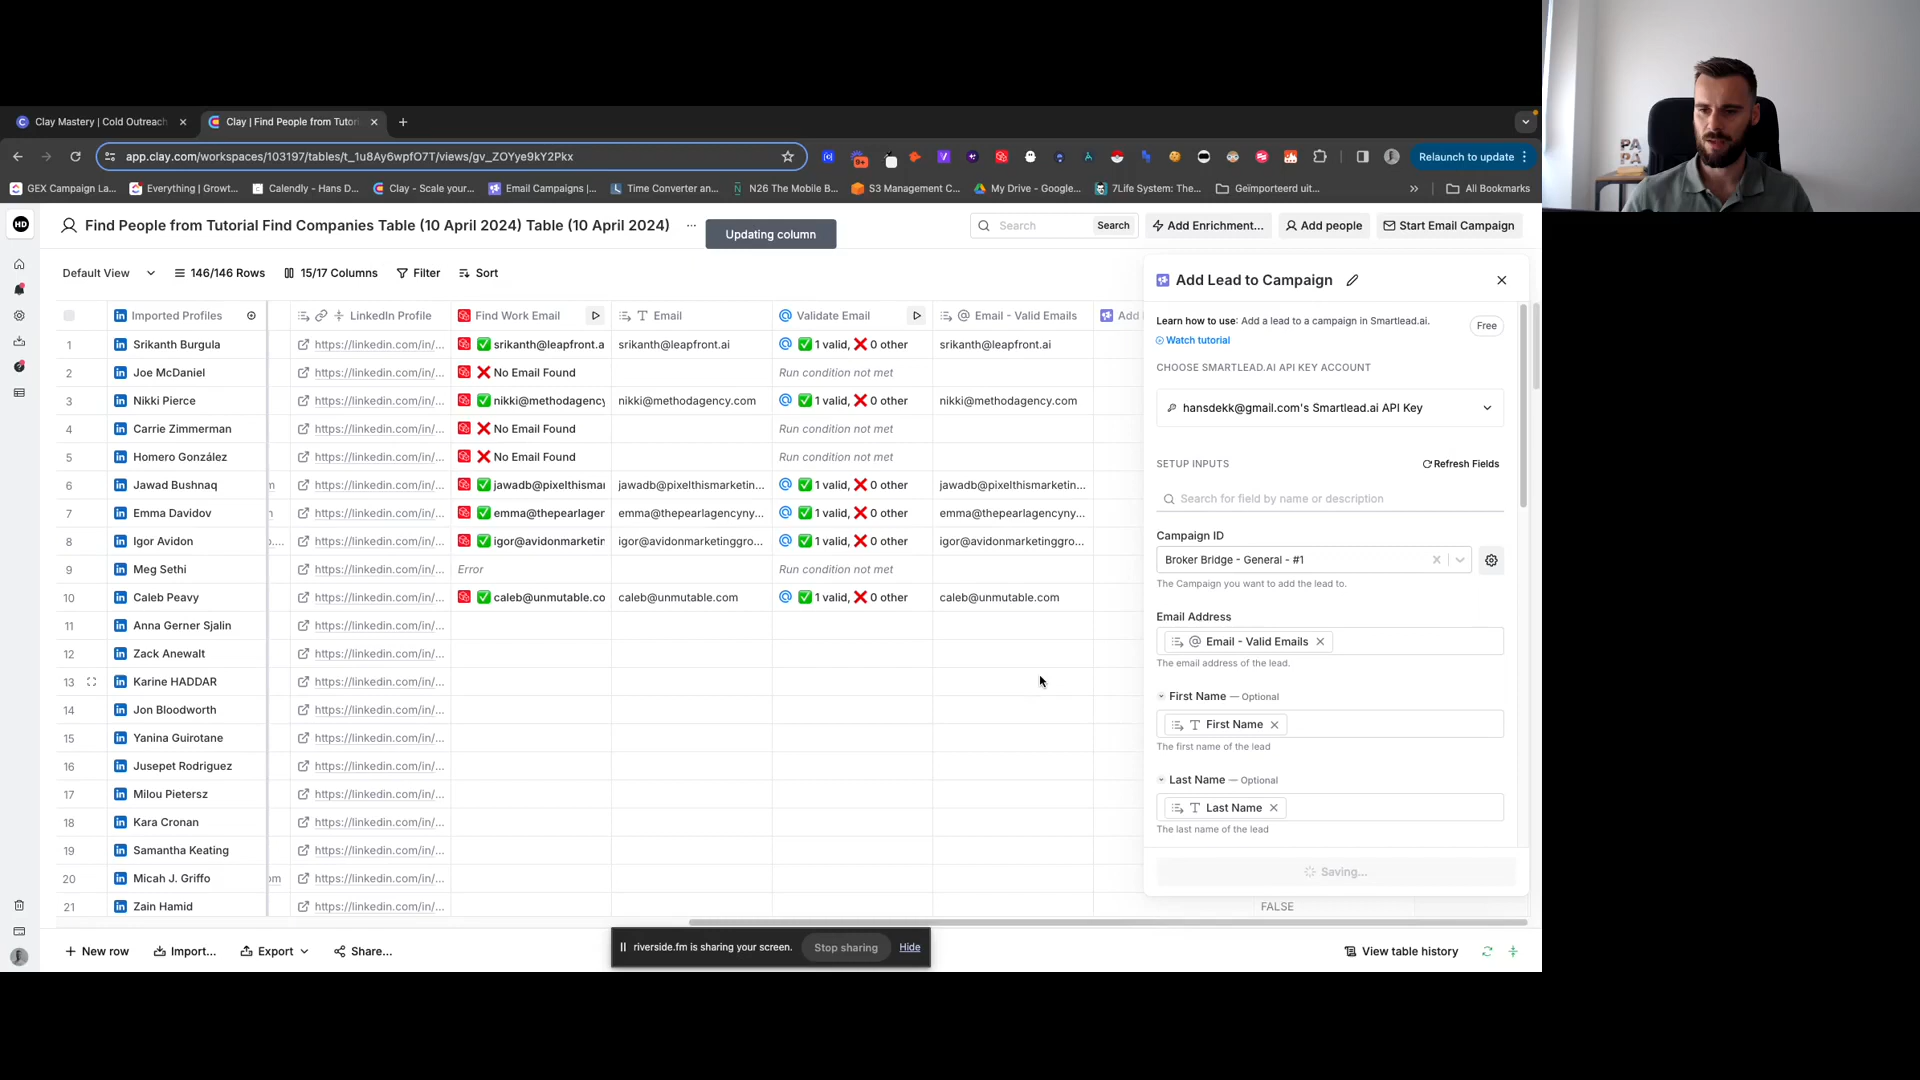 PA
PA
Clay Mastery | Cold Outreach
Clay | Find People from Tutori
app.clay.com/workspaces/103197/tables/t_1u8Ay6wpfO7T/views/gv_ZOYye9kY2Pkx
9+
Relaunch to update
GEX Campaign La...
Everything | Growt...
Calendly - Hans D...
Clay - Scale your...
Email Campaigns |...
Time Converter an...
N26 The Mobile B...
S3 Management C...
My Drive - Google...
7Life System: The...
Geïmporteerd uit...
All Bookmarks
HD
Find People from Tutorial Find Companies Table (10 April 2024) Table (10 April 2024)
Updating column
Search
Search
Add Enrichment...
Add people
Start Email Campaign
Default View
146/146 Rows
15/17 Columns
Filter
Sort
Imported Profiles
LinkedIn Profile
Find Work Email
Email
Validate Email
Email - Valid Emails
1 Srikanth Burgula https://linkedin.com/in/... srikanth@leapfront.a srikanth@leapfront.ai 1 valid, 0 other srikanth@leapfront.ai
2 Joe McDaniel https://linkedin.com/in/... No Email Found Run condition not met
3 Nikki Pierce https://linkedin.com/in/... nikki@methodagency nikki@methodagency.com 1 valid, 0 other nikki@methodagency.com
4 Carrie Zimmerman https://linkedin.com/in/... No Email Found Run condition not met
5 Homero González https://linkedin.com/in/... No Email Found Run condition not met
6 Jawad Bushnaq https://linkedin.com/in/... jawadb@pixelthismar jawadb@pixelthismarketin... 1 valid, 0 other jawadb@pixelthismarketin...
7 Emma Davidov https://linkedin.com/in/... emma@thepearlager emma@thepearlagencyny... 1 valid, 0 other emma@thepearlagencyny...
8 Igor Avidon https://linkedin.com/in/... igor@avidonmarketin igor@avidonmarketinggro... 1 valid, 0 other igor@avidonmarketinggro...
9 Meg Sethi https://linkedin.com/in/... Error Run condition not met
10 Caleb Peavy https://linkedin.com/in/... caleb@unmutable.co caleb@unmutable.com 1 valid, 0 other caleb@unmutable.com
11 Anna Gerner Sjalin https://linkedin.com/in/...
12 Zack Anewalt https://linkedin.com/in/...
13 Karine HADDAR https://linkedin.com/in/...
14 Jon Bloodworth https://linkedin.com/in/...
15 Yanina Guirotane https://linkedin.com/in/...
16 Jusepet Rodriguez https://linkedin.com/in/...
17 Milou Pietersz https://linkedin.com/in/...
18 Kara Cronan https://linkedin.com/in/...
19 Samantha Keating https://linkedin.com/in/...
20 Micah J. Griffo om https://linkedin.com/in/...
21 Zain Hamid https://linkedin.com/in/... FALSE
Add Lead to Campaign
Learn how to use: Add a lead to a campaign in Smartlead.ai.
Free
Watch tutorial
CHOOSE SMARTLEAD.AI API KEY ACCOUNT
hansdekk@gmail.com's Smartlead.ai API Key
SETUP INPUTS
Refresh Fields
Search for field by name or description
Campaign ID
Broker Bridge - General - #1
The Campaign you want to add the lead to.
Email Address
Email - Valid Emails
The email address of the lead.
First Name — Optional
First Name
The first name of the lead
Last Name — Optional
Last Name
The last name of the lead
Saving...
New row
Import...
Export
Share...
riverside.fm is sharing your screen.
Stop sharing
Hide
View table history